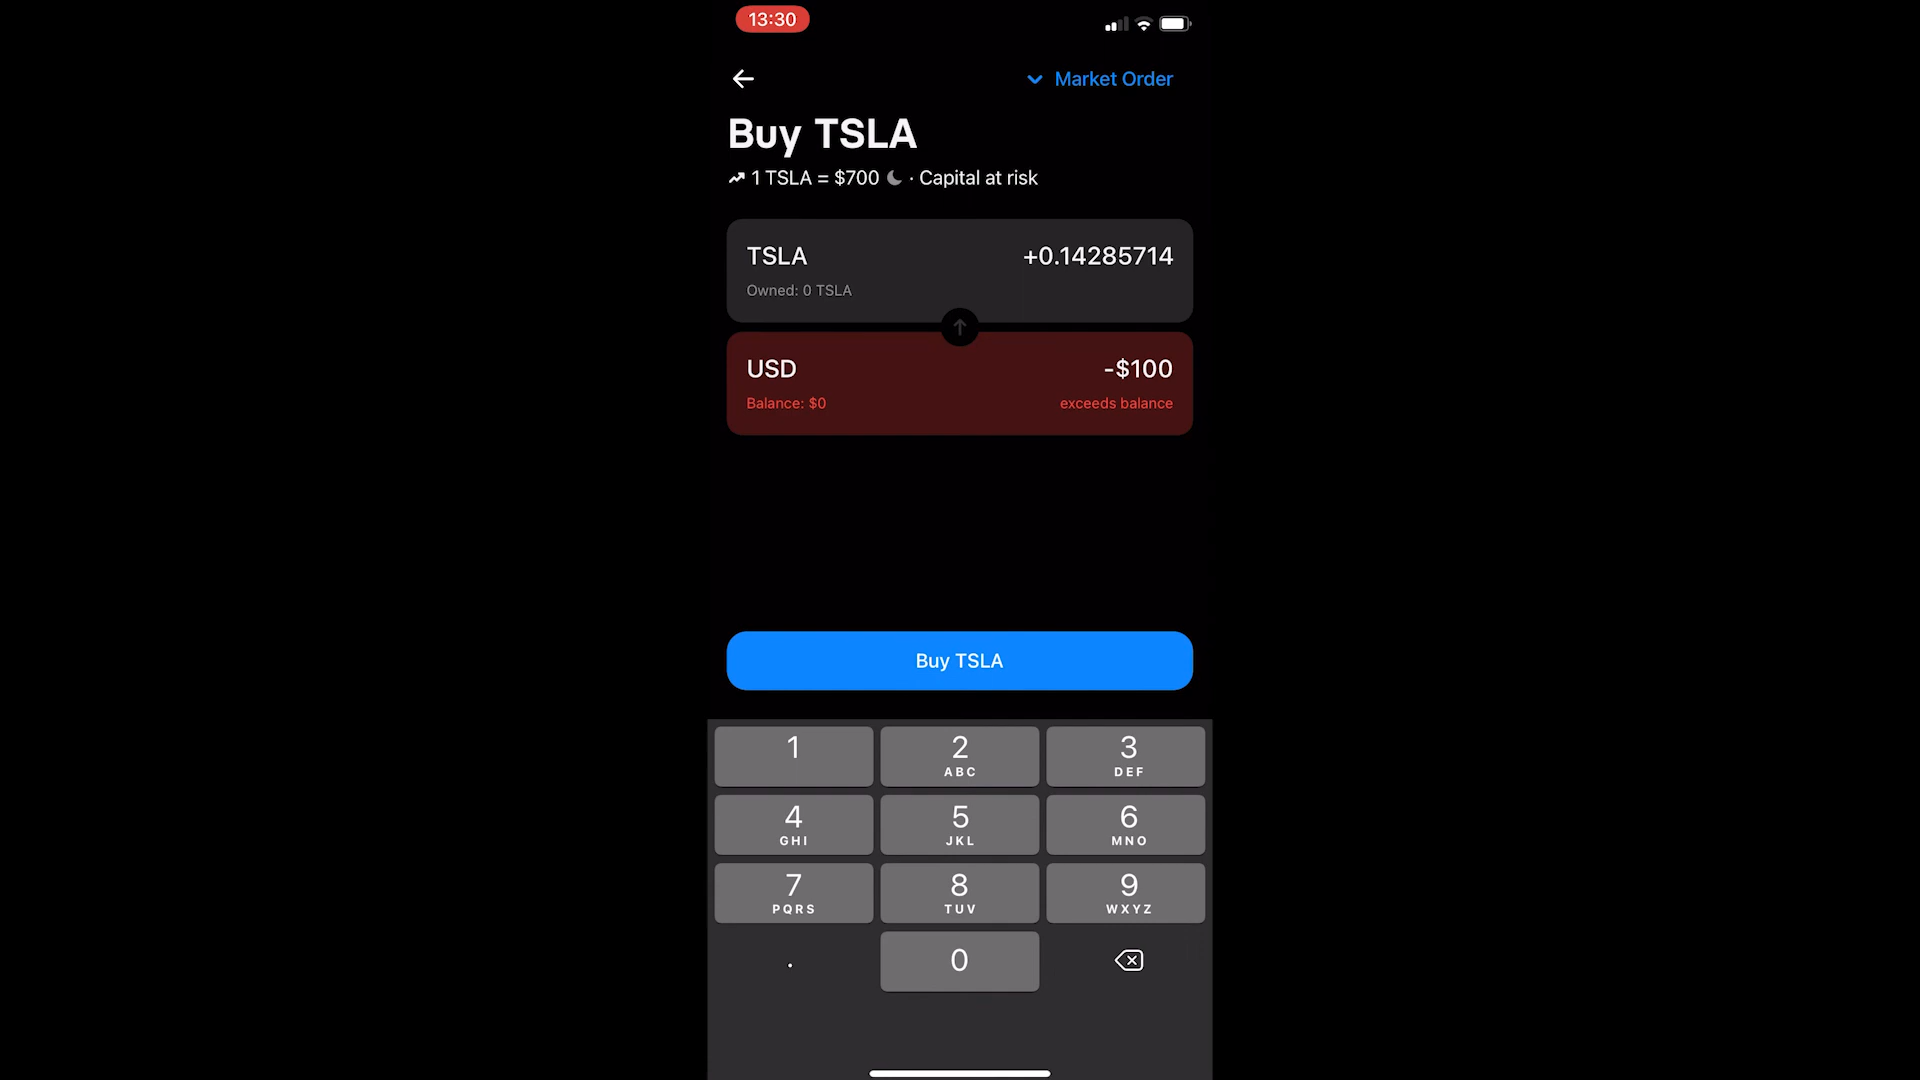 13:30
Market Order
Buy TSLA
1 TSLA = $700 · Capital at risk
TSLA +0.14285714
Owned: 0 TSLA
USD -$100
Balance: $0 exceeds balance
Buy TSLA
1 2 3
ABC DEF
4 5 6
GHI JKL MNO
7 8 9
PQRS TUV WXYZ
. 0